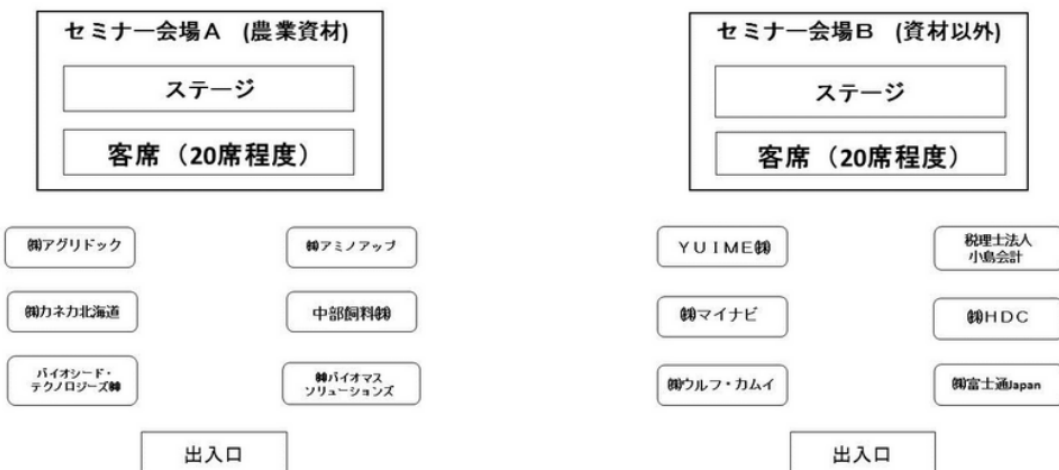 セミナー会場A (農業資材)
ステージ
客席（20席程度）
㈱アグリドック
㈱アミノアップ
㈱カネカ北海道
中部飼料㈱
バイオシード・
テクノロジーズ㈱
㈱バイオマス
ソリューションズ
出入口
セミナー会場B (資材以外)
ステージ
客席（20席程度）
YUIME㈱
税理士法人
小島会計
㈱マイナビ
㈱HDC
㈱ウルフ・カムイ
㈱富士通Japan
出入口